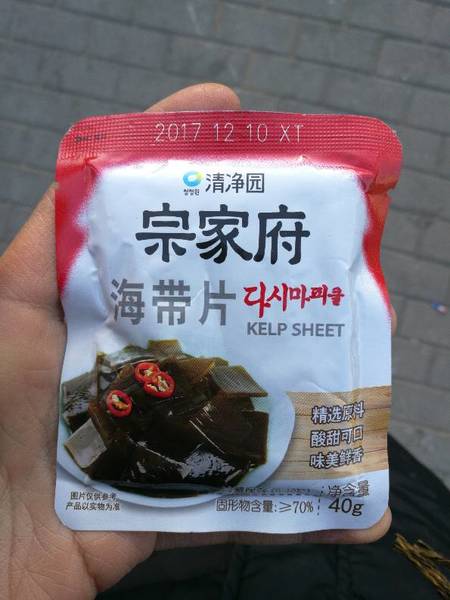 2017 12 10 XT
청정원 清净园
宗家府
海带片 다시마피클
KELP SHEET
精选原料
酸甜可口
味美鲜香
图片仅供参考
产品以实物为准
净含量
固形物含量:≥70% 40g